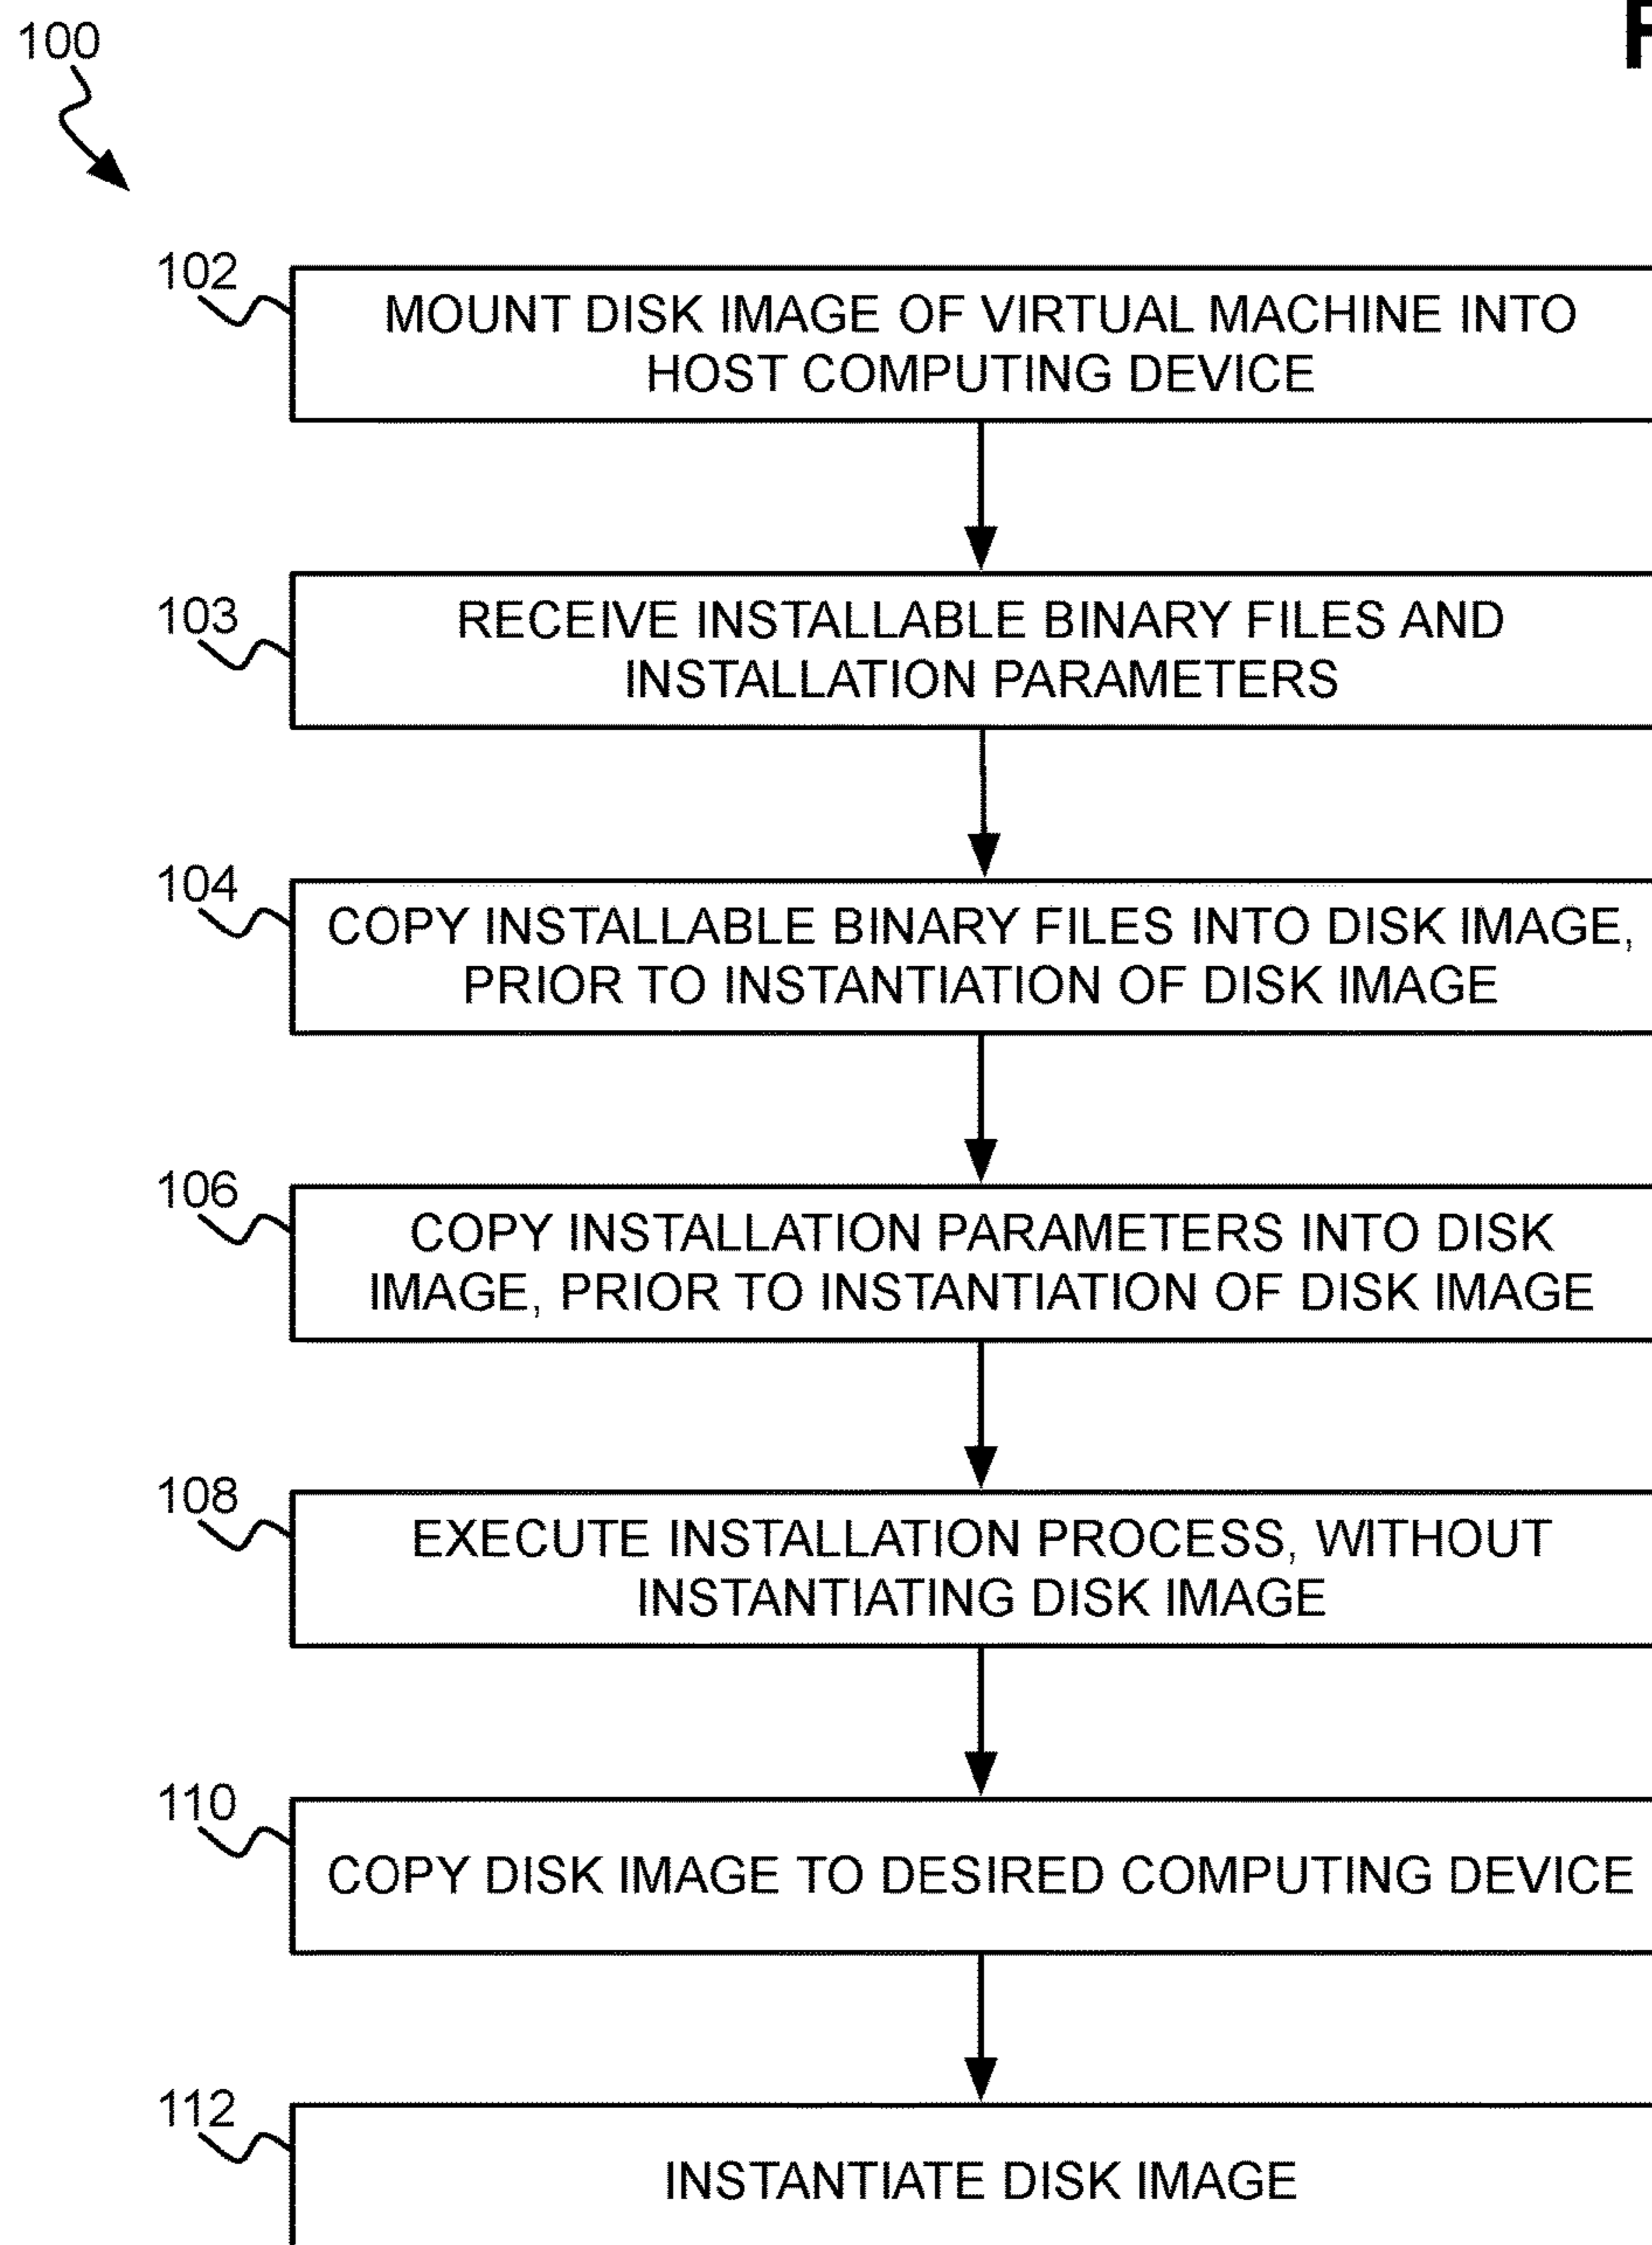 100
102
MOUNT DISK IMAGE OF VIRTUAL MACHINE INTO
HOST COMPUTING DEVICE
103
RECEIVE INSTALLABLE BINARY FILES AND
INSTALLATION PARAMETERS
104
COPY INSTALLABLE BINARY FILES INTO DISK IMAGE,
PRIOR TO INSTANTIATION OF DISK IMAGE
106
COPY INSTALLATION PARAMETERS INTO DISK
IMAGE, PRIOR TO INSTANTIATION OF DISK IMAGE
108
EXECUTE INSTALLATION PROCESS, WITHOUT
INSTANTIATING DISK IMAGE
110
COPY DISK IMAGE TO DESIRED COMPUTING DEVICE
112
INSTANTIATE DISK IMAGE